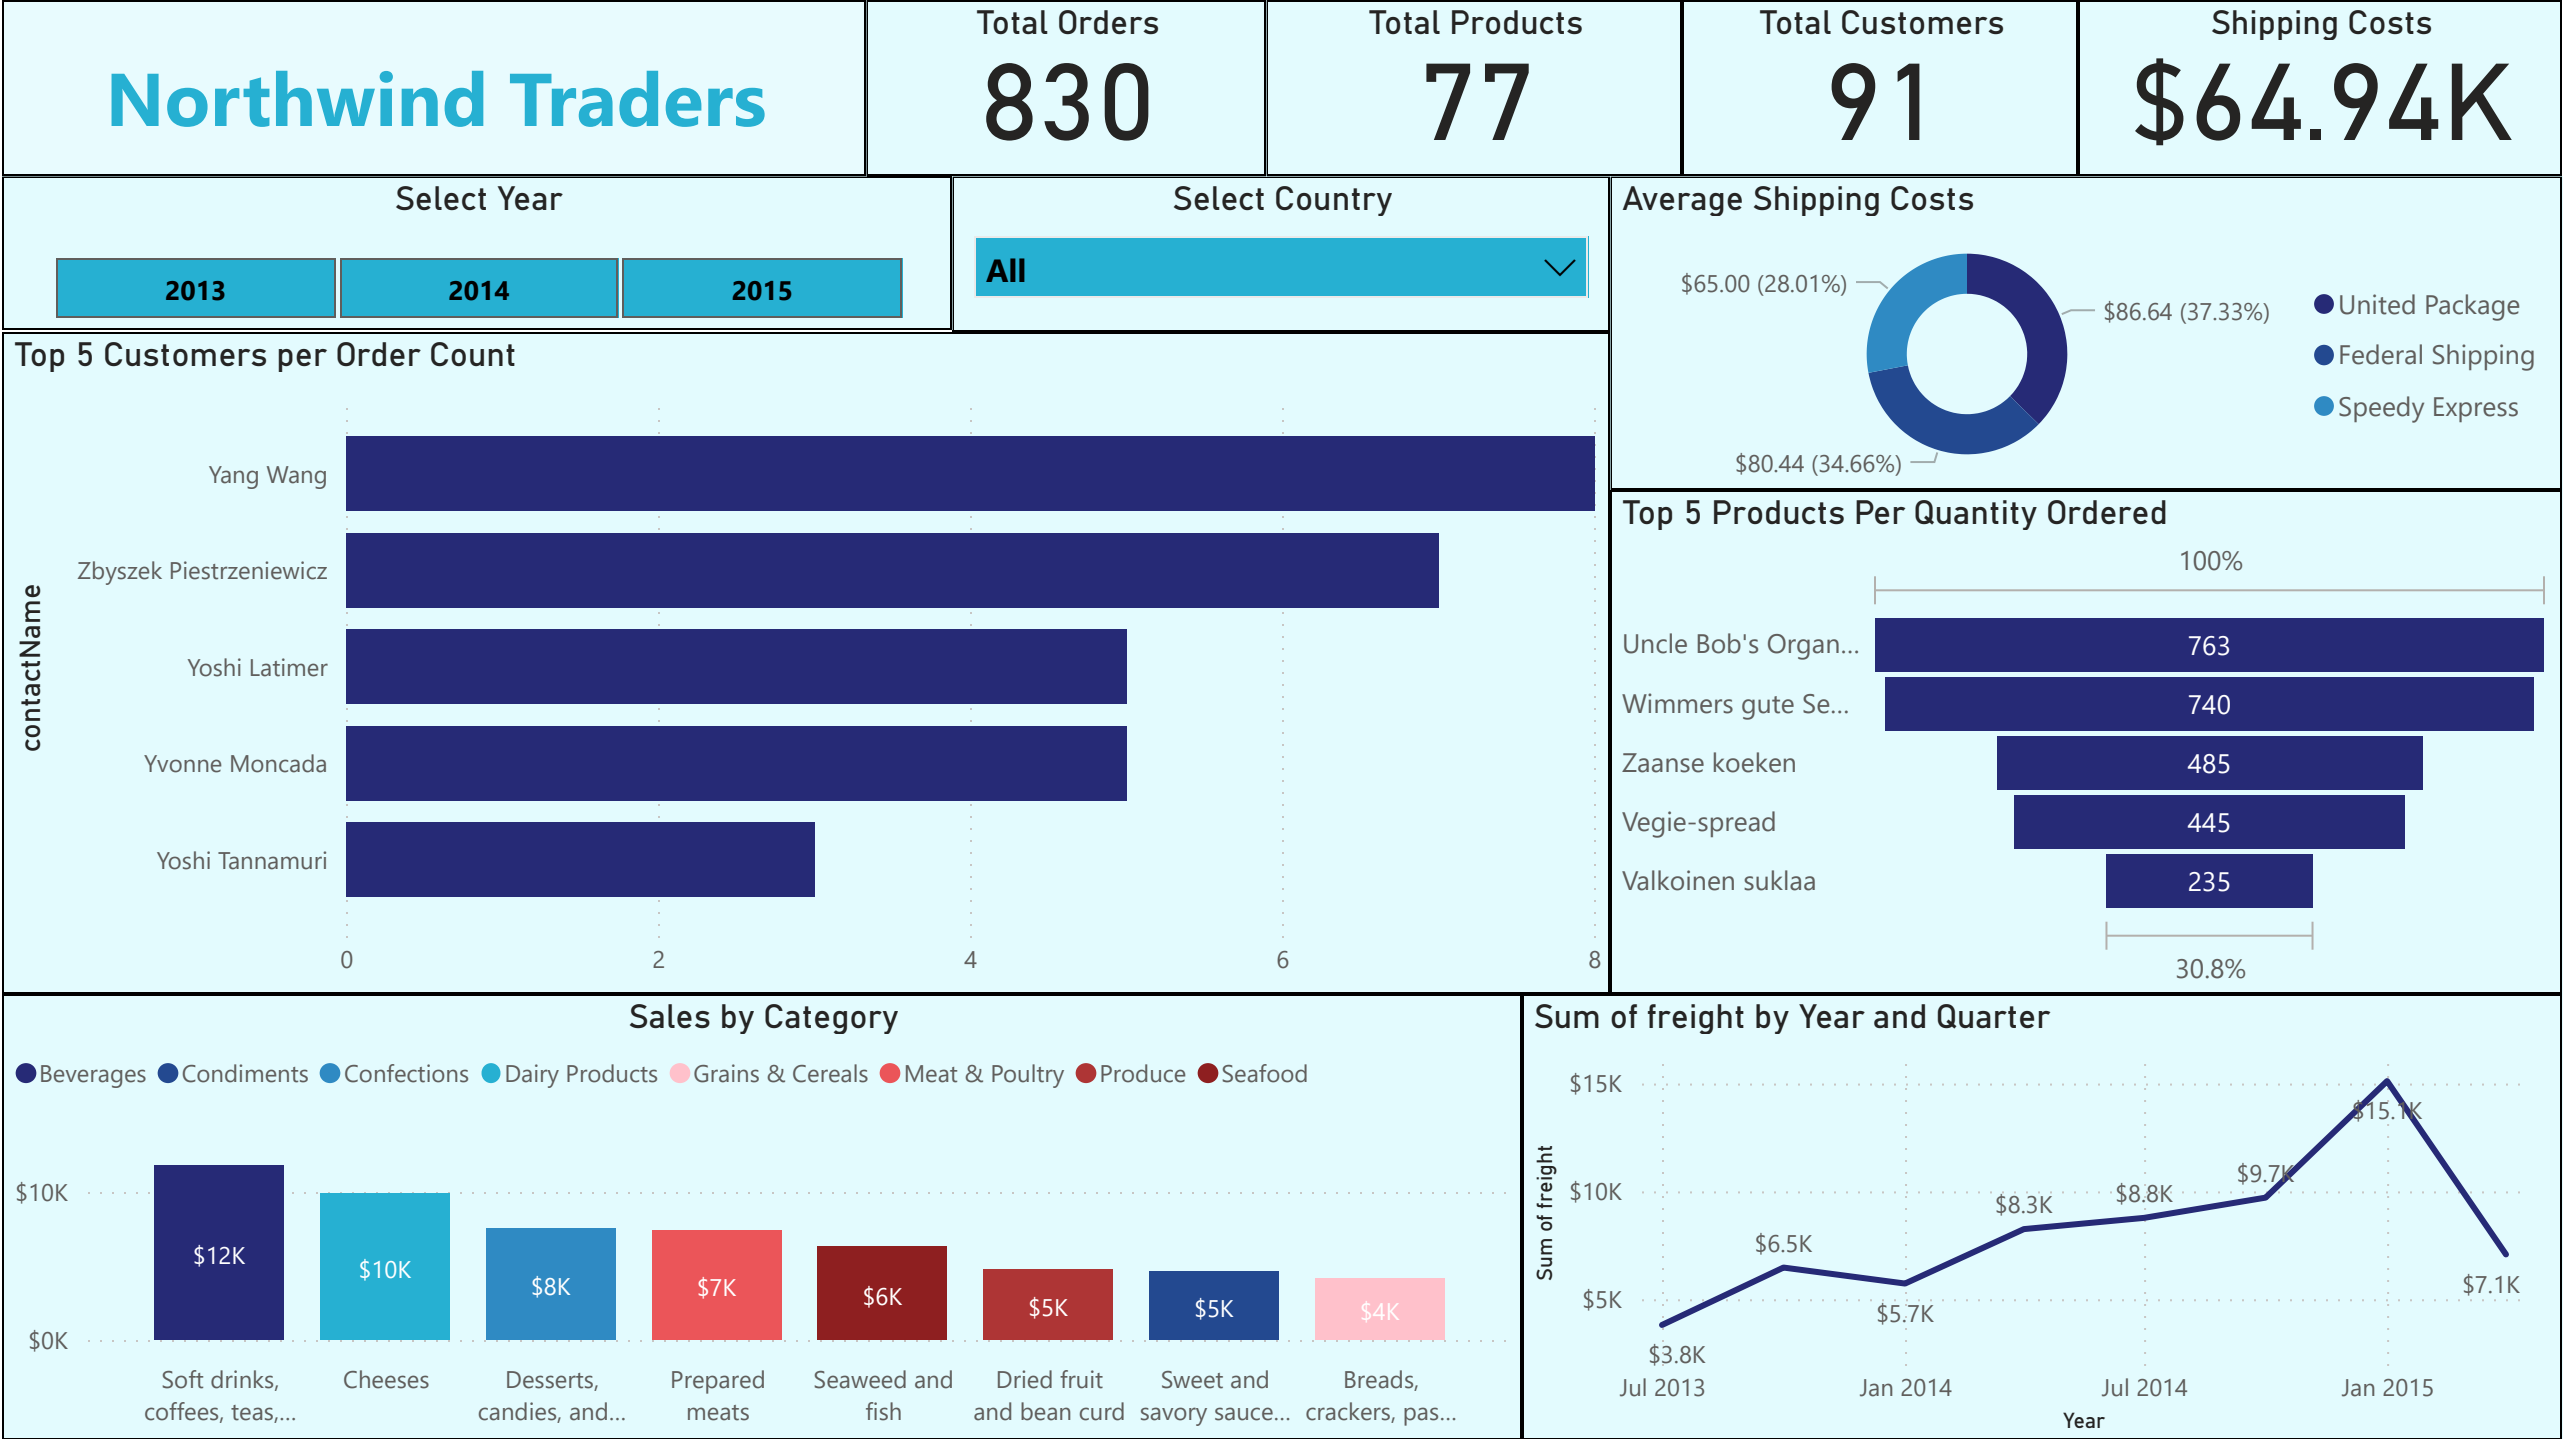 Northwind Traders
Total Orders
830
Total Products
77
Total Customers
91
Shipping Costs
$64.94K
Select Year
2013
2014
2015
Select Country
All
Average Shipping Costs
$65.00 (28.01%)
$86.64 (37.33%)
$80.44 (34.66%)
United Package
Federal Shipping
Speedy Express
Top 5 Customers per Order Count
contactName
Yang Wang
Zbyszek Piestrzeniewicz
Yoshi Latimer
Yvonne Moncada
Yoshi Tannamuri
0 2 4 6 8
Top 5 Products Per Quantity Ordered
100%
Uncle Bob's Organ... 763
Wimmers gute Se... 740
Zaanse koeken 485
Vegie-spread 445
Valkoinen suklaa 235
30.8%
Sales by Category
Beverages Condiments Confections Dairy Products Grains & Cereals Meat & Poultry Produce Seafood
$10K
$0K
$12K
$10K
$8K
$7K
$6K
$5K
$5K
$4K
Soft drinks,
coffees, teas,...
Cheeses
Desserts,
candies, and...
Prepared
meats
Seaweed and
fish
Dried fruit
and bean curd
Sweet and
savory sauce...
Breads,
crackers, pas...
Sum of freight by Year and Quarter
Sum of freight
$15K
$10K
$5K
$3.8K
$6.5K
$5.7K
$8.3K
$8.8K
$9.7K
$15.1K
$7.1K
Jul 2013 Jan 2014 Jul 2014 Jan 2015
Year